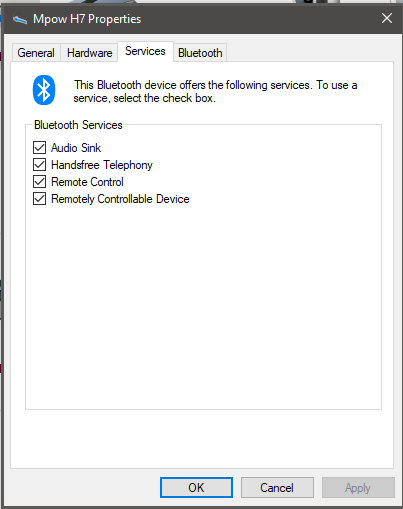 Mpow H7 Properties
General Hardware Services Bluetooth
This Bluetooth device offers the following services. To use a
service, select the check box.
Bluetooth Services
Audio Sink
Handsfree Telephony
Remote Control
Remotely Controllable Device
OK Cancel Apply